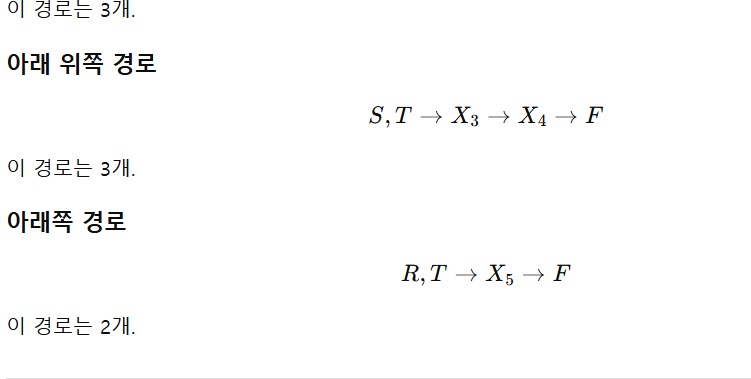 이 경로는 3개.
아래 위쪽 경로
S, T → X₃ → X₄ → F
이 경로는 3개.
아래쪽 경로
R, T → X₅ → F
이 경로는 2개.